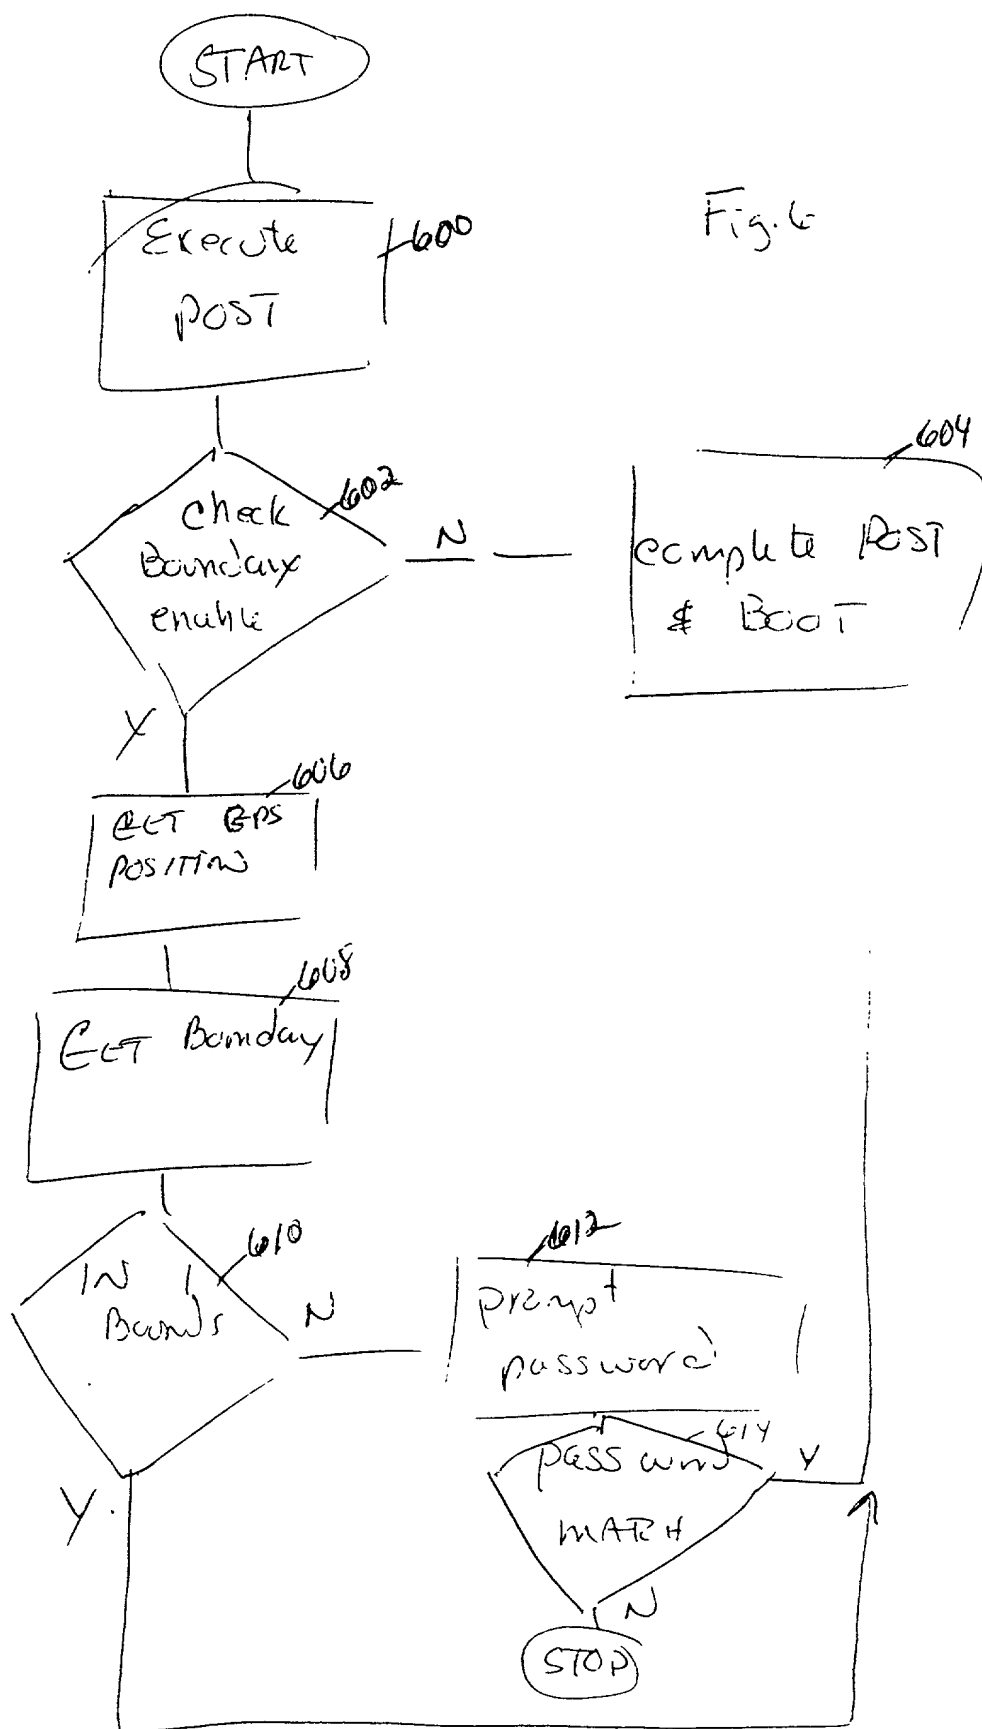 START
Fig. 6
Execute
POST
600
Check
Boundary
enable
602
N
604
complete POST
& BOOT
Y
606
GET GPS
POSITION
608
GET Boundary
610
IN
Bounds
N
612
prompt
password
614
password
MATCH
Y
Y
N
STOP